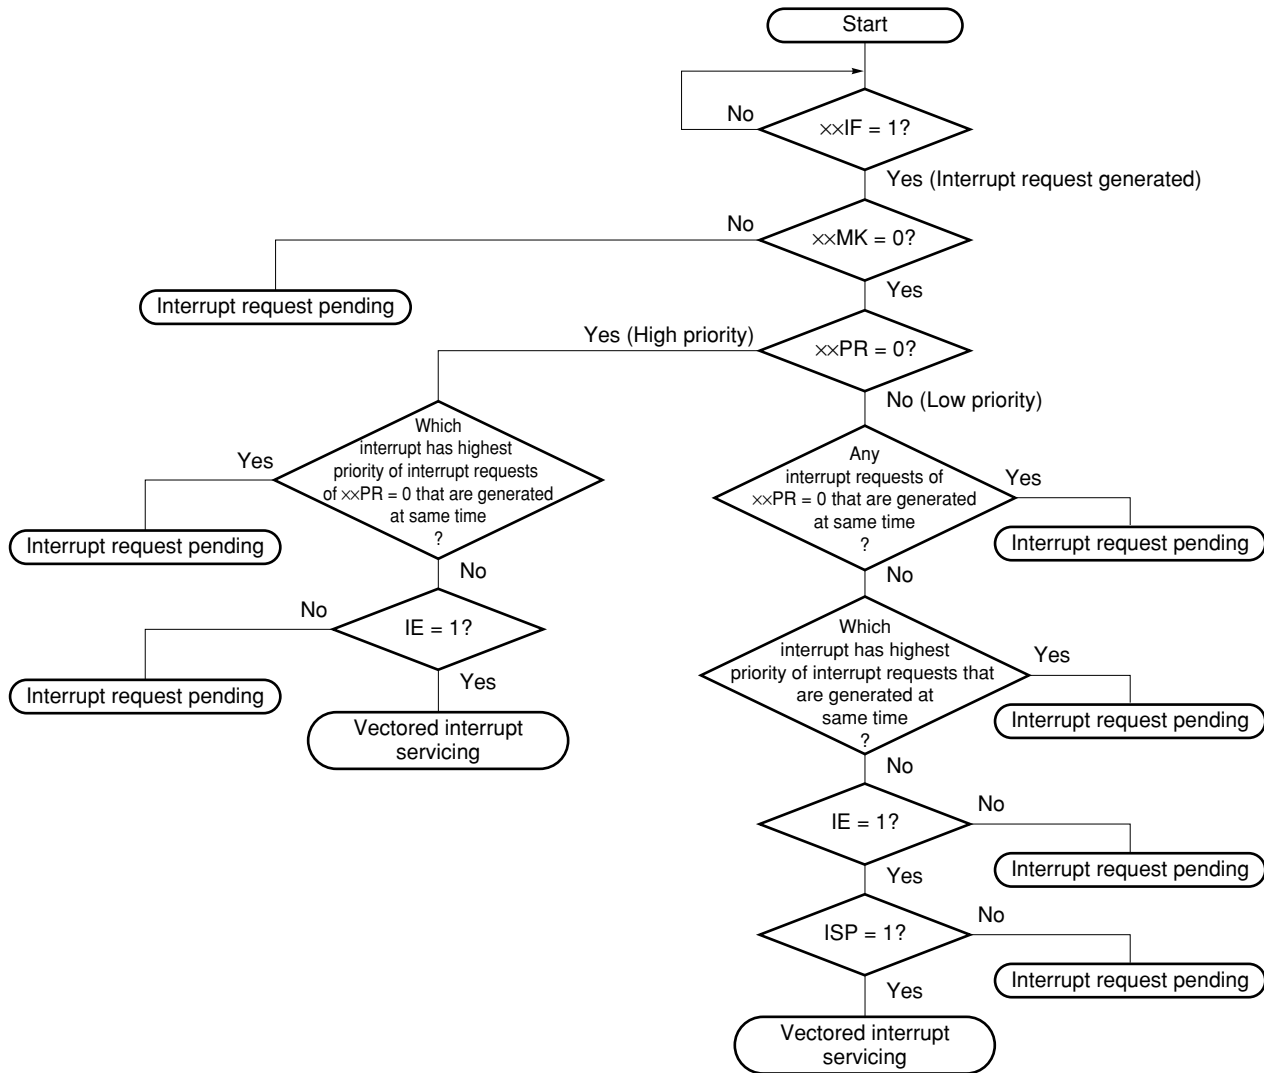 Start
No
××IF = 1?
Yes (Interrupt request generated)
No
××MK = 0?
Interrupt request pending
Yes
Yes (High priority)
××PR = 0?
No (Low priority)
Which
interrupt has highest
priority of interrupt requests
of ××PR = 0 that are generated
at same time
?
Yes
Interrupt request pending
No
No
IE = 1?
Interrupt request pending
Yes
Vectored interrupt
servicing
Any
interrupt requests of
××PR = 0 that are generated
at same time
?
Yes
Interrupt request pending
No
Which
interrupt has highest
priority of interrupt requests that
are generated at
same time
?
Yes
Interrupt request pending
No
IE = 1?
No
Interrupt request pending
Yes
ISP = 1?
No
Interrupt request pending
Yes
Vectored interrupt
servicing